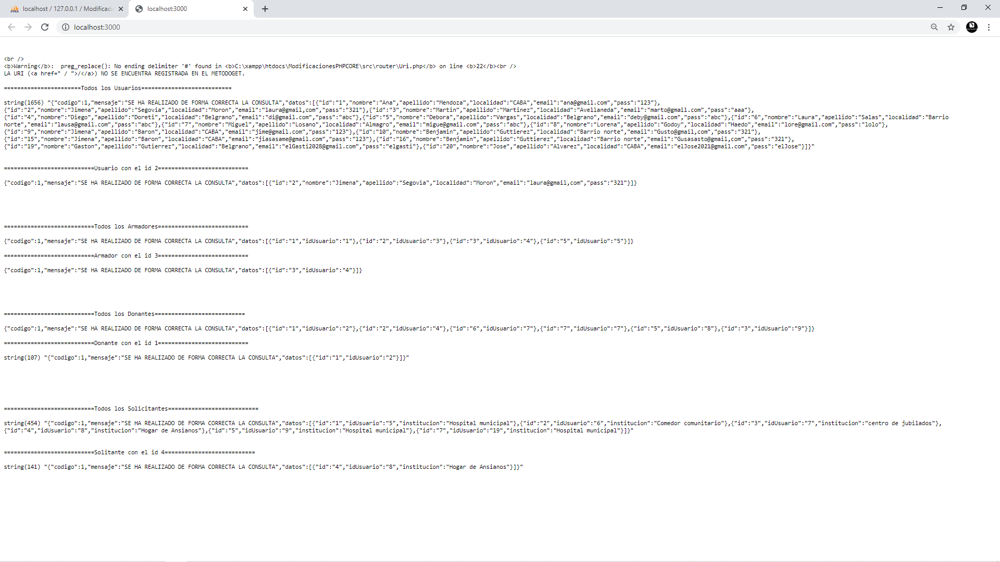 localhost / 127.0.0.1 / Modificaci
localhost:3000
localhost:3000
<br />
<b>Warning</b>:  preg_replace(): No ending delimiter '#' found in <b>C:\xampp\htdocs\ModificacionesPHPCORE\src\router\Uri.php</b> on line <b>22</b><br />
LA URI (<a href=" / ">/</a>) NO SE ENCUENTRA REGISTRADA EN EL METODOGET.
=======================Todos los Usuarios===========================
string(1656) "{"codigo":1,"mensaje":"SE HA REALIZADO DE FORMA CORRECTA LA CONSULTA","datos":[{"id":"1","nombre":"Ana","apellido":"Mendoza","localidad":"CABA","email":"ana@gmail.com","pass":"123"},
{"id":"2","nombre":"Jimena","apellido":"Segovia","localidad":"Moron","email":"laura@gmail,com","pass":"321"},{"id":"3","nombre":"Martin","apellido":"Martinez","localidad":"Avellaneda","email":"marto@gmail.com","pass":"aaa"},
{"id":"4","nombre":"Diego","apellido":"Doreti","localidad":"Belgrano","email":"di@gmail.com","pass":"abc"},{"id":"5","nombre":"Debora","apellido":"Vargas","localidad":"Belgrano","email":"deby@gmail.com","pass":"abc"},{"id":"6","nombre":"Laura","apellido":"Salas","localidad":"Barrio
norte","email":"lausa@gmail.com","pass":"abc"},{"id":"7","nombre":"Miguel","apellido":"Losano","localidad":"Almagro","email":"migue@gmail.com","pass":"abc"},{"id":"8","nombre":"Lorena","apellido":"Godoy","localidad":"Haedo","email":"lore@gmail.com","pass":"lolo"},
{"id":"9","nombre":"Jimena","apellido":"Baron","localidad":"CABA","email":"jime@gmail.com","pass":"123"},{"id":"10","nombre":"Benjamin","apellido":"Guttierez","localidad":"Barrio norte","email":"Gusto@gmail,com","pass":"321"},
{"id":"15","nombre":"Jimena","apellido":"Baron","localidad":"CABA","email":"jiasasame@gmail.com","pass":"123"},{"id":"16","nombre":"Benjamin","apellido":"Guttierez","localidad":"Barrio norte","email":"Gusasasto@gmail,com","pass":"321"},
{"id":"19","nombre":"Gaston","apellido":"Gutierrez","localidad":"Belgrano","email":"elGasti2028@gmail.com","pass":"elgasti"},{"id":"20","nombre":"Jose","apellido":"Alvarez","localidad":"CABA","email":"elJose2021@gmail.com","pass":"elJose"}]}"
===========================Usuario con el id 2===========================
{"codigo":1,"mensaje":"SE HA REALIZADO DE FORMA CORRECTA LA CONSULTA","datos":[{"id":"2","nombre":"Jimena","apellido":"Segovia","localidad":"Moron","email":"laura@gmail,com","pass":"321"}]}
===========================Todos los Armadores===========================
{"codigo":1,"mensaje":"SE HA REALIZADO DE FORMA CORRECTA LA CONSULTA","datos":[{"id":"1","idUsuario":"1"},{"id":"2","idUsuario":"3"},{"id":"3","idUsuario":"4"},{"id":"5","idUsuario":"5"}]}
===========================Armador con el id 3===========================
{"codigo":1,"mensaje":"SE HA REALIZADO DE FORMA CORRECTA LA CONSULTA","datos":[{"id":"3","idUsuario":"4"}]}
===========================Todos los Donantes==========================
{"codigo":1,"mensaje":"SE HA REALIZADO DE FORMA CORRECTA LA CONSULTA","datos":[{"id":"1","idUsuario":"2"},{"id":"2","idUsuario":"4"},{"id":"6","idUsuario":"7"},{"id":"7","idUsuario":"7"},{"id":"5","idUsuario":"8"},{"id":"3","idUsuario":"9"}]}
===========================Donante con el id 1===========================
string(107) "{"codigo":1,"mensaje":"SE HA REALIZADO DE FORMA CORRECTA LA CONSULTA","datos":[{"id":"1","idUsuario":"2"}]}"
===========================Todos los Solicitantes===========================
string(454) "{"codigo":1,"mensaje":"SE HA REALIZADO DE FORMA CORRECTA LA CONSULTA","datos":[{"id":"1","idUsuario":"5","institucion":"Hospital municipal"},{"id":"2","idUsuario":"6","institucion":"Comedor comunitario"},{"id":"3","idUsuario":"7","institucion":"centro de jubilados"},
{"id":"4","idUsuario":"8","institucion":"Hogar de Ansianos"},{"id":"5","idUsuario":"9","institucion":"Hospital municipal"},{"id":"7","idUsuario":"19","institucion":"Hospital municipal"}]}"
===========================Solitante con el id 4===========================
string(141) "{"codigo":1,"mensaje":"SE HA REALIZADO DE FORMA CORRECTA LA CONSULTA","datos":[{"id":"4","idUsuario":"8","institucion":"Hogar de Ansianos"}]}"